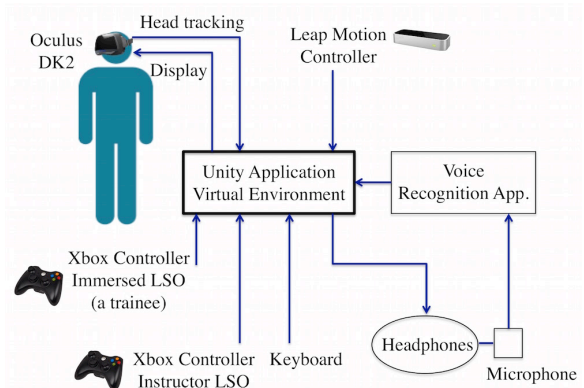 Head tracking
Oculus
DK2
Display
Leap Motion
Controller
Unity Application
Virtual Environment
Voice
Recognition App.
Xbox Controller
Immersed LSO
(a trainee)
Xbox Controller
Instructor LSO
Keyboard
Headphones
Microphone